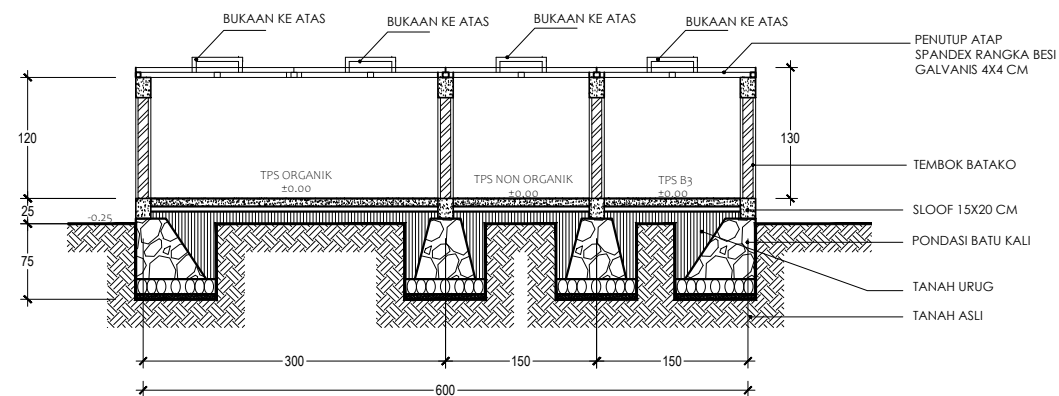 BUKAAN KE ATAS
BUKAAN KE ATAS
BUKAAN KE ATAS
BUKAAN KE ATAS
PENUTUP ATAP
SPANDEX RANGKA BESI
GALVANIS 4X4 CM
120
130
TEMBOK BATAKO
TPS ORGANIK
±0.00
TPS NON ORGANIK
±0.00
TPS B3
±0.00
25
-0.25
SLOOF 15X20 CM
PONDASI BATU KALI
75
TANAH URUG
TANAH ASLI
300
150
150
600